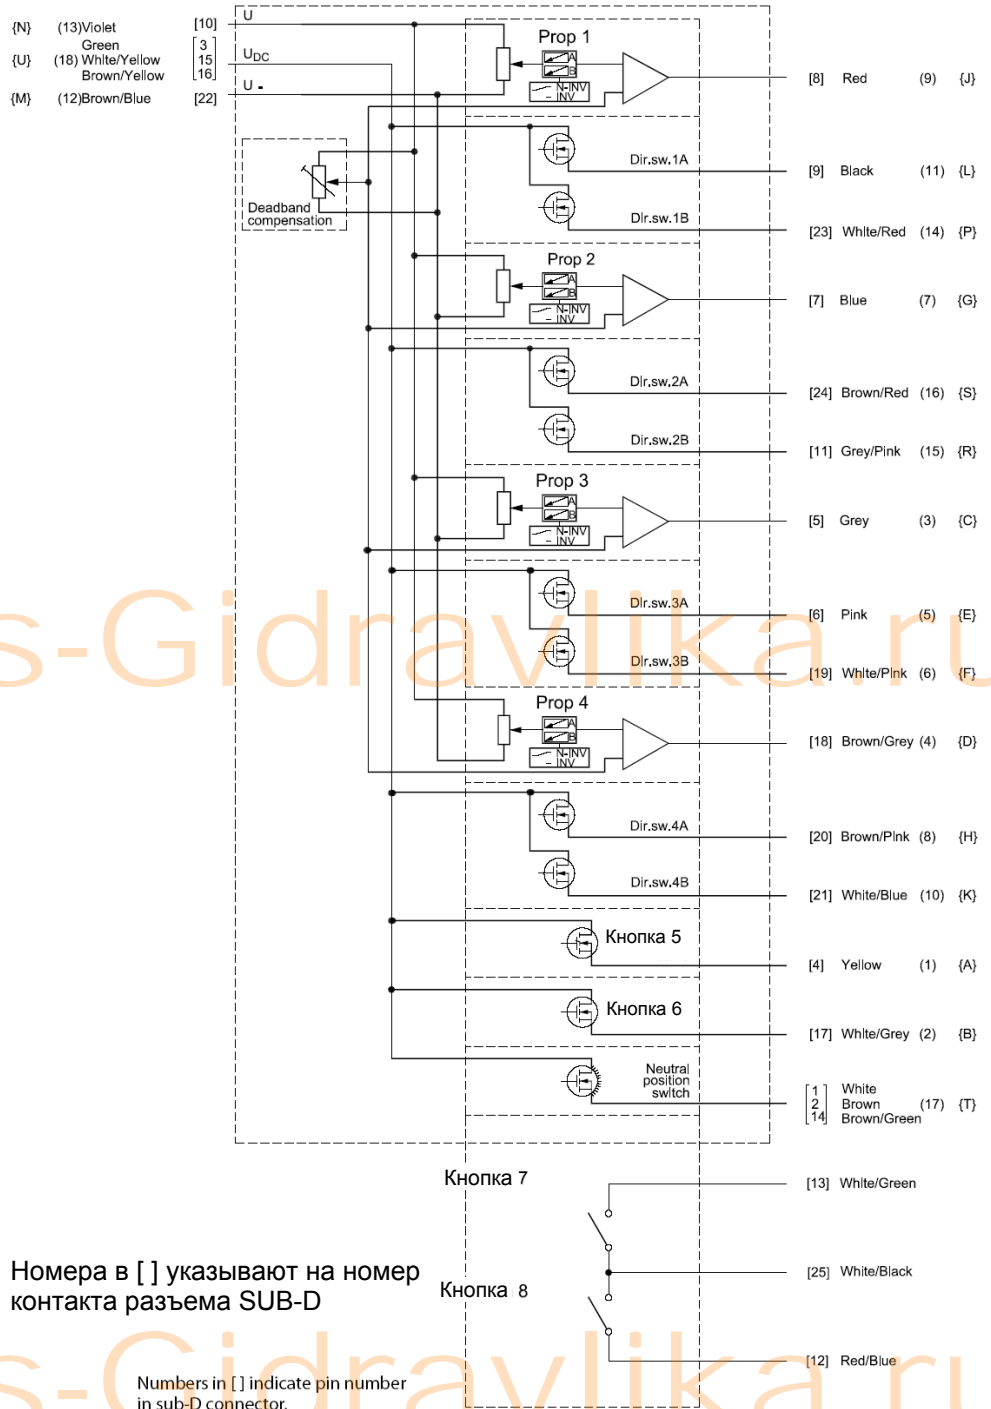 {N} (13)Violet [10] U
Green [3
{U} (18) White/Yellow 15 UDC
Brown/Yellow 16]
{M} (12)Brown/Blue [22] U -
Prop 1
A
B
N-INV
INV
[8] Red (9) {J}
Dir.sw.1A
[9] Black (11) {L}
Deadband
compensation
Dir.sw.1B
[23] White/Red (14) {P}
Prop 2
A
B
N-INV
INV
[7] Blue (7) {G}
Dir.sw.2A
[24] Brown/Red (16) {S}
Dir.sw.2B
[11] Grey/Pink (15) {R}
Prop 3
A
B
N-INV
INV
[5] Grey (3) {C}
Dir.sw.3A
[6] Pink (5) {E}
s-Gidravlika.ru
Dir.sw.3B
[19] White/Pink (6) {F}
Prop 4
A
B
N-INV
INV
[18] Brown/Grey (4) {D}
Dir.sw.4A
[20] Brown/Pink (8) {H}
Dir.sw.4B
[21] White/Blue (10) {K}
Кнопка 5
[4] Yellow (1) {A}
Кнопка 6
[17] White/Grey (2) {B}
Neutral
position
switch
[1 White
2 Brown (17) {T}
14] Brown/Green
Кнопка 7
[13] White/Green
Номера в [ ] указывают на номер
контакта разъема SUB-D
[25] White/Black
Кнопка 8
[12] Red/Blue
s-Gidravlika.ru
Numbers in [ ] indicate pin number
in sub-D connector.